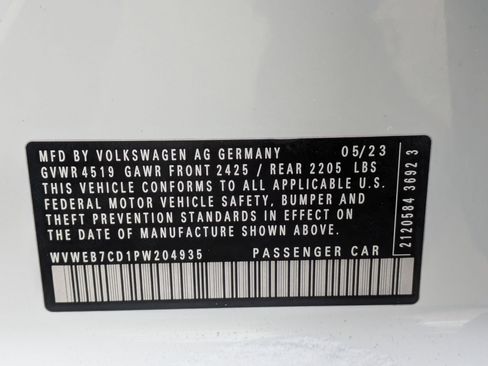 MFD BY VOLKSWAGEN AG GERMANY 05/23
GVWR 4519 GAWR FRONT 2425 / REAR 2205 LBS
THIS VEHICLE CONFORMS TO ALL APPLICABLE U.S.
FEDERAL MOTOR VEHICLE SAFETY, BUMPER AND
THEFT PREVENTION STANDARDS IN EFFECT ON
THE DATE OF MANUFACTURE SHOWN ABOVE.
WVWEB7CD1PW204935 PASSENGER CAR
2120584 3692 3